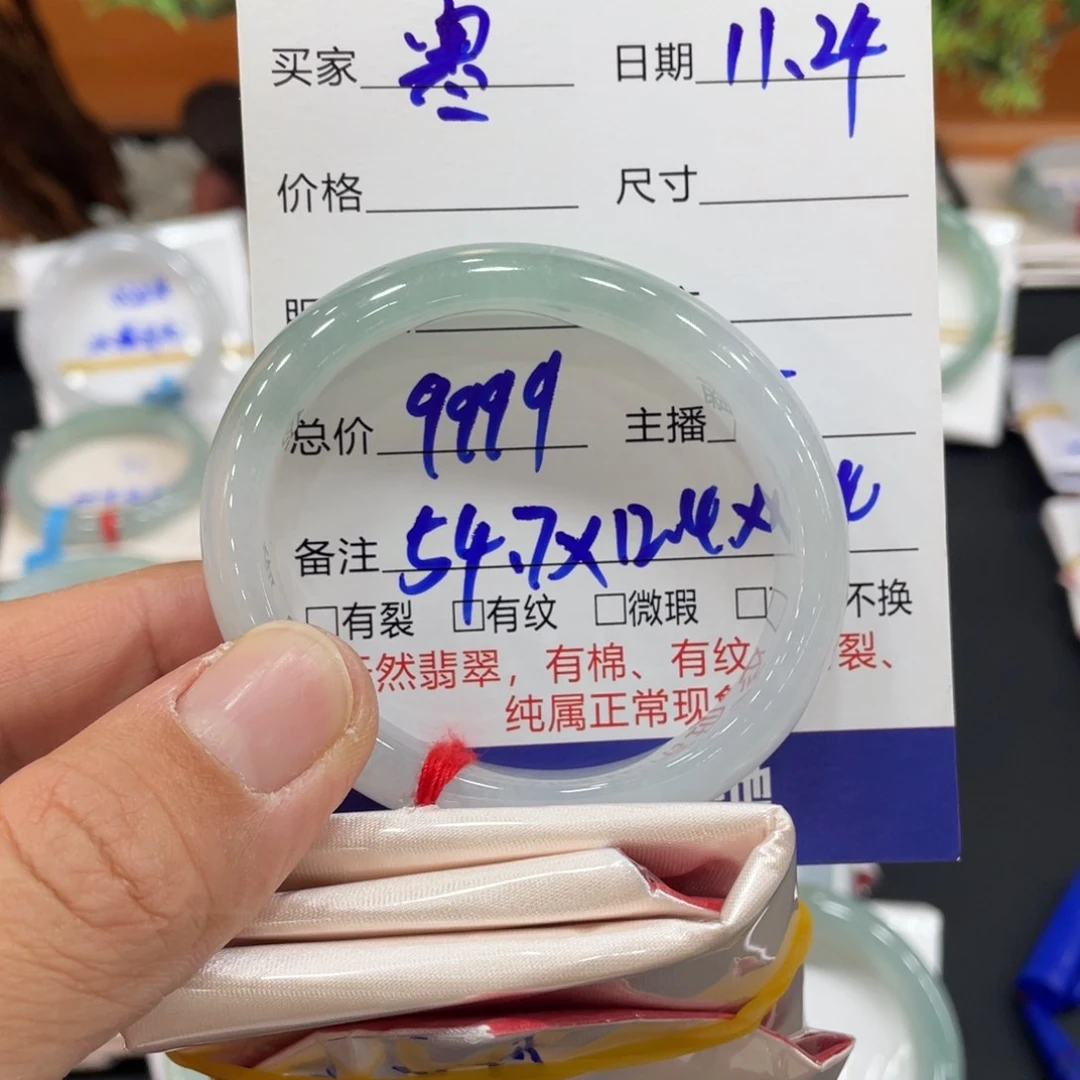 买家 日期 11.24
价格 尺寸
总价 9999 主播
备注 54.7x12.4x
□有裂 □有纹 □微瑕 □ 不换
然翡翠，有棉、有纹 裂、
纯属正常现